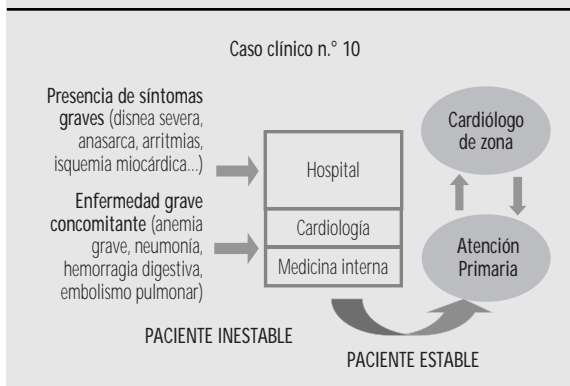 Caso clínico n.° 10
Presencia de síntomas
graves (disnea severa,
anasarca, arritmias,
isquemia miocárdica...)
Enfermedad grave
concomitante (anemia
grave, neumonía,
hemorragia digestiva,
embolismo pulmonar)
Hospital
Cardiología
Medicina interna
Cardiólogo
de zona
Atención
Primaria
PACIENTE INESTABLE
PACIENTE ESTABLE